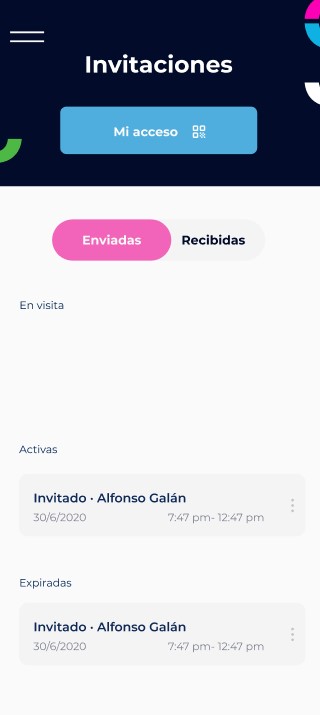 Invitaciones
Mi acceso
Enviadas Recibidas
En visita
Activas
Invitado · Alfonso Galán
30/6/2020 7:47 pm- 12:47 pm
Expiradas
Invitado · Alfonso Galán
30/6/2020 7:47 pm- 12:47 pm